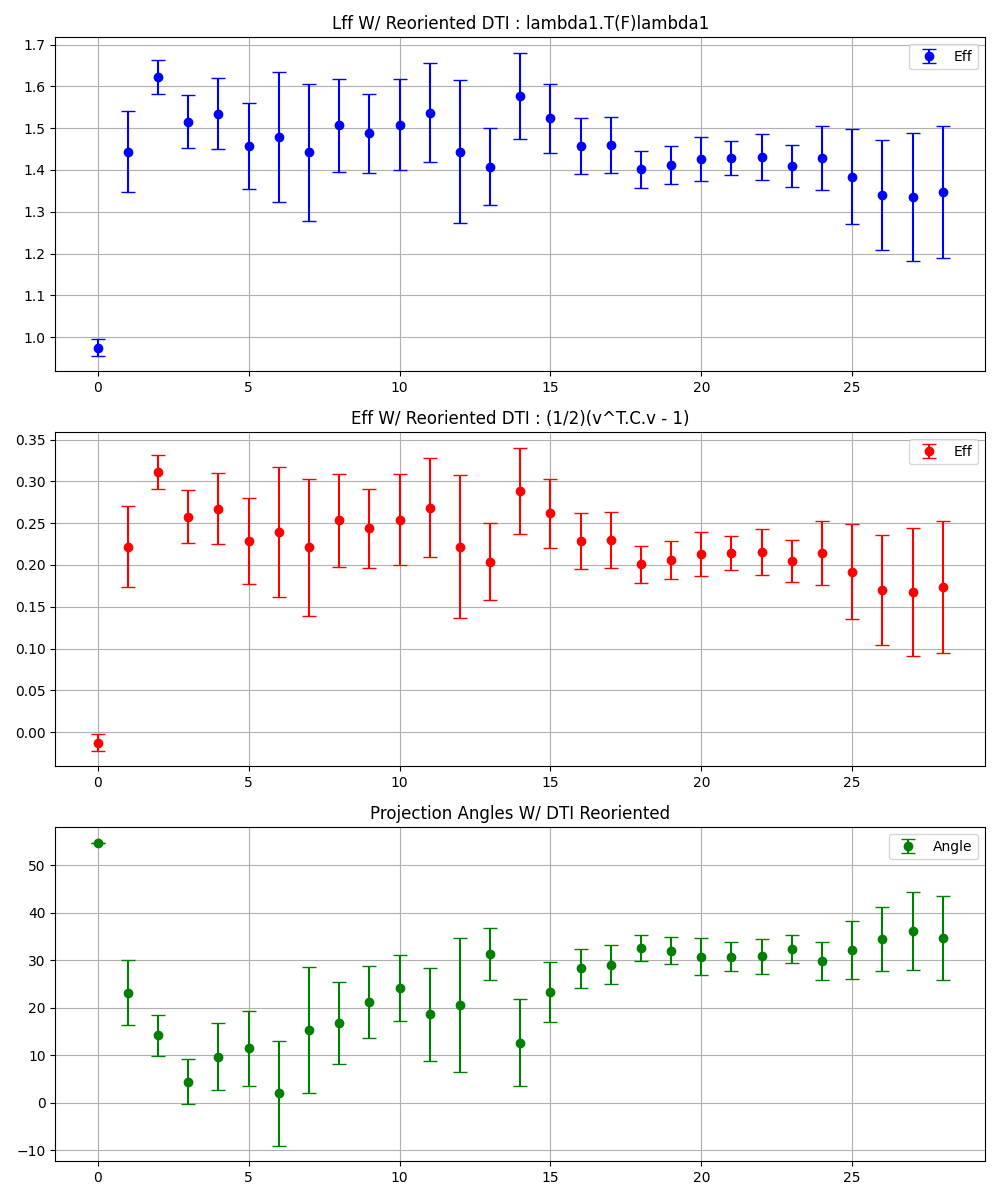 Lff W/ Reoriented DTI : lambda1.T(F)lambda1
1.7
1.6
1.5
1.4
1.3
1.2
1.1
1.0
Eff
0 5 10 15 20 25
Eff W/ Reoriented DTI : (1/2)(v^T.C.v - 1)
0.35
0.30
0.25
0.20
0.15
0.10
0.05
0.00
Eff
0 5 10 15 20 25
Projection Angles W/ DTI Reoriented
50
40
30
20
10
0
−10
Angle
0 5 10 15 20 25